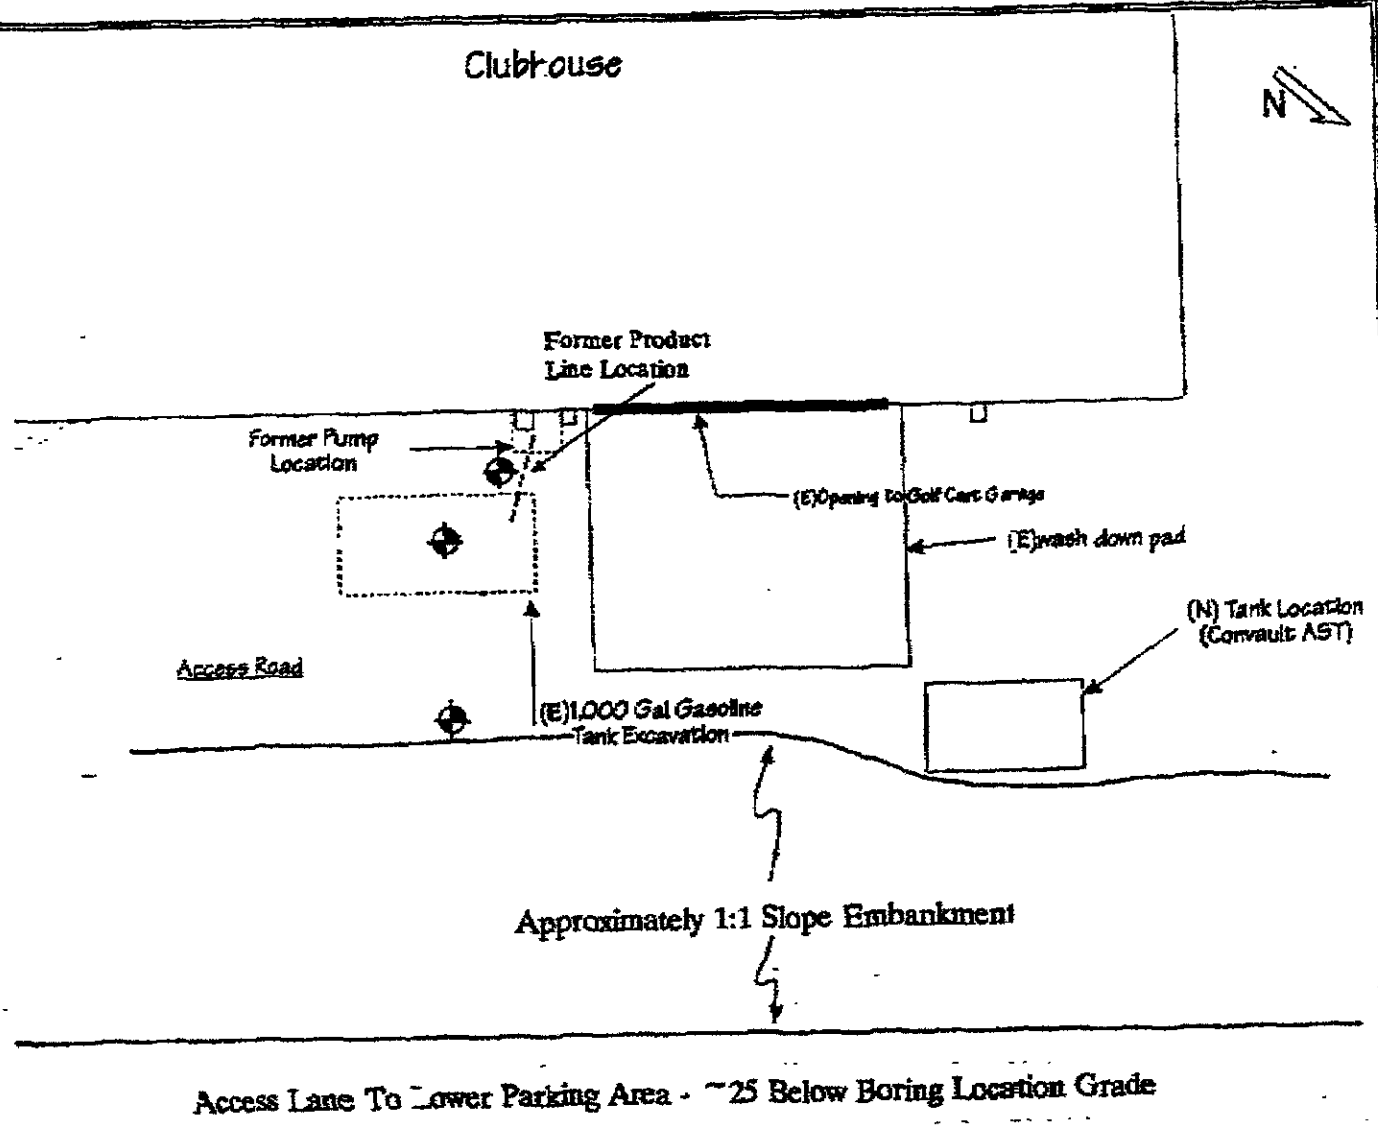 Clubhouse
N
Former Product
Line Location
Former Pump
Location
(E)Opening to Golf Cart Garage
(E)wash down pad
(N) Tank Location
(Convault AST)
Access Road
(E)1,000 Gal Gasoline
Tank Excavation
Approximately 1:1 Slope Embankment
Access Lane To Lower Parking Area - ~25 Below Boring Location Grade